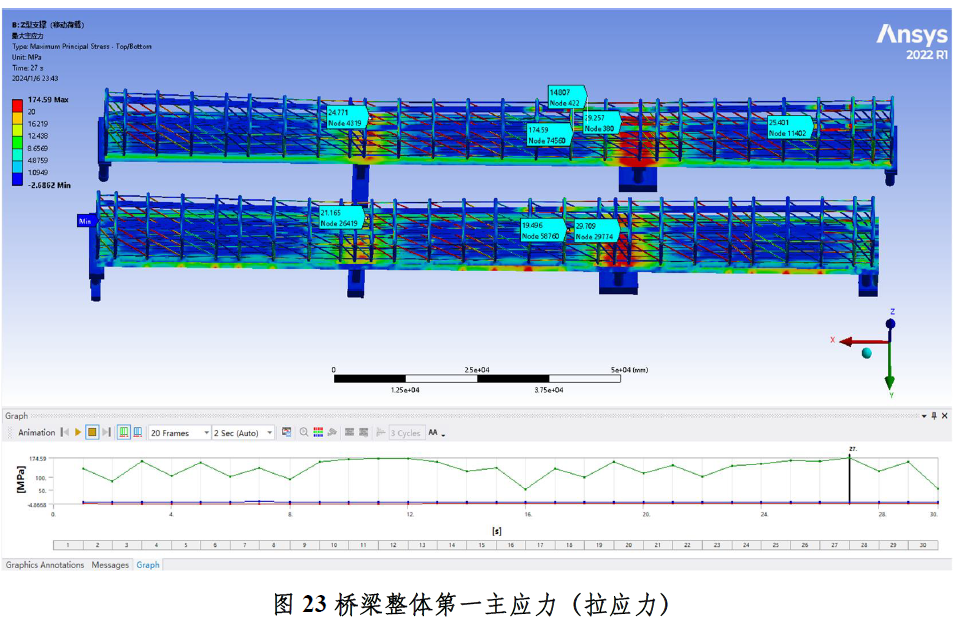 B: Z型支撑（移动荷载）
最大主应力
Type: Maximum Principal Stress - Top/Bottom
Unit: MPa
Time: 27 s
2024/1/6 23:43
174.59 Max
20
16.219
12.438
8.6569
4.8759
1.0949
-2.6862 Min
Ansys
2022 R1
14.807
Node 422
24.771
Node 4319
29.257
Node 380
174.59
Node 74560
25.401
Node 11402
Min
21.165
Node 26419
19.496
Node 58760
29.709
Node 29774
Z
X
Y
0 2.5e+04 5e+04 (mm)
1.25e+04 3.75e+04
Graph
Animation 20 Frames 2 Sec (Auto) 3 Cycles AA
27.
174.59
100.
50.
-4.8668
[MPa]
0. 4. 8. 12. 16. 20. 24. 28. 30.
[s]
1 2 3 4 5 6 7 8 9 10 11 12 13 14 15 16 17 18 19 20 21 22 23 24 25 26 27 28 29 30
Graphics Annotations Messages Graph
图 23 桥梁整体第一主应力（拉应力）